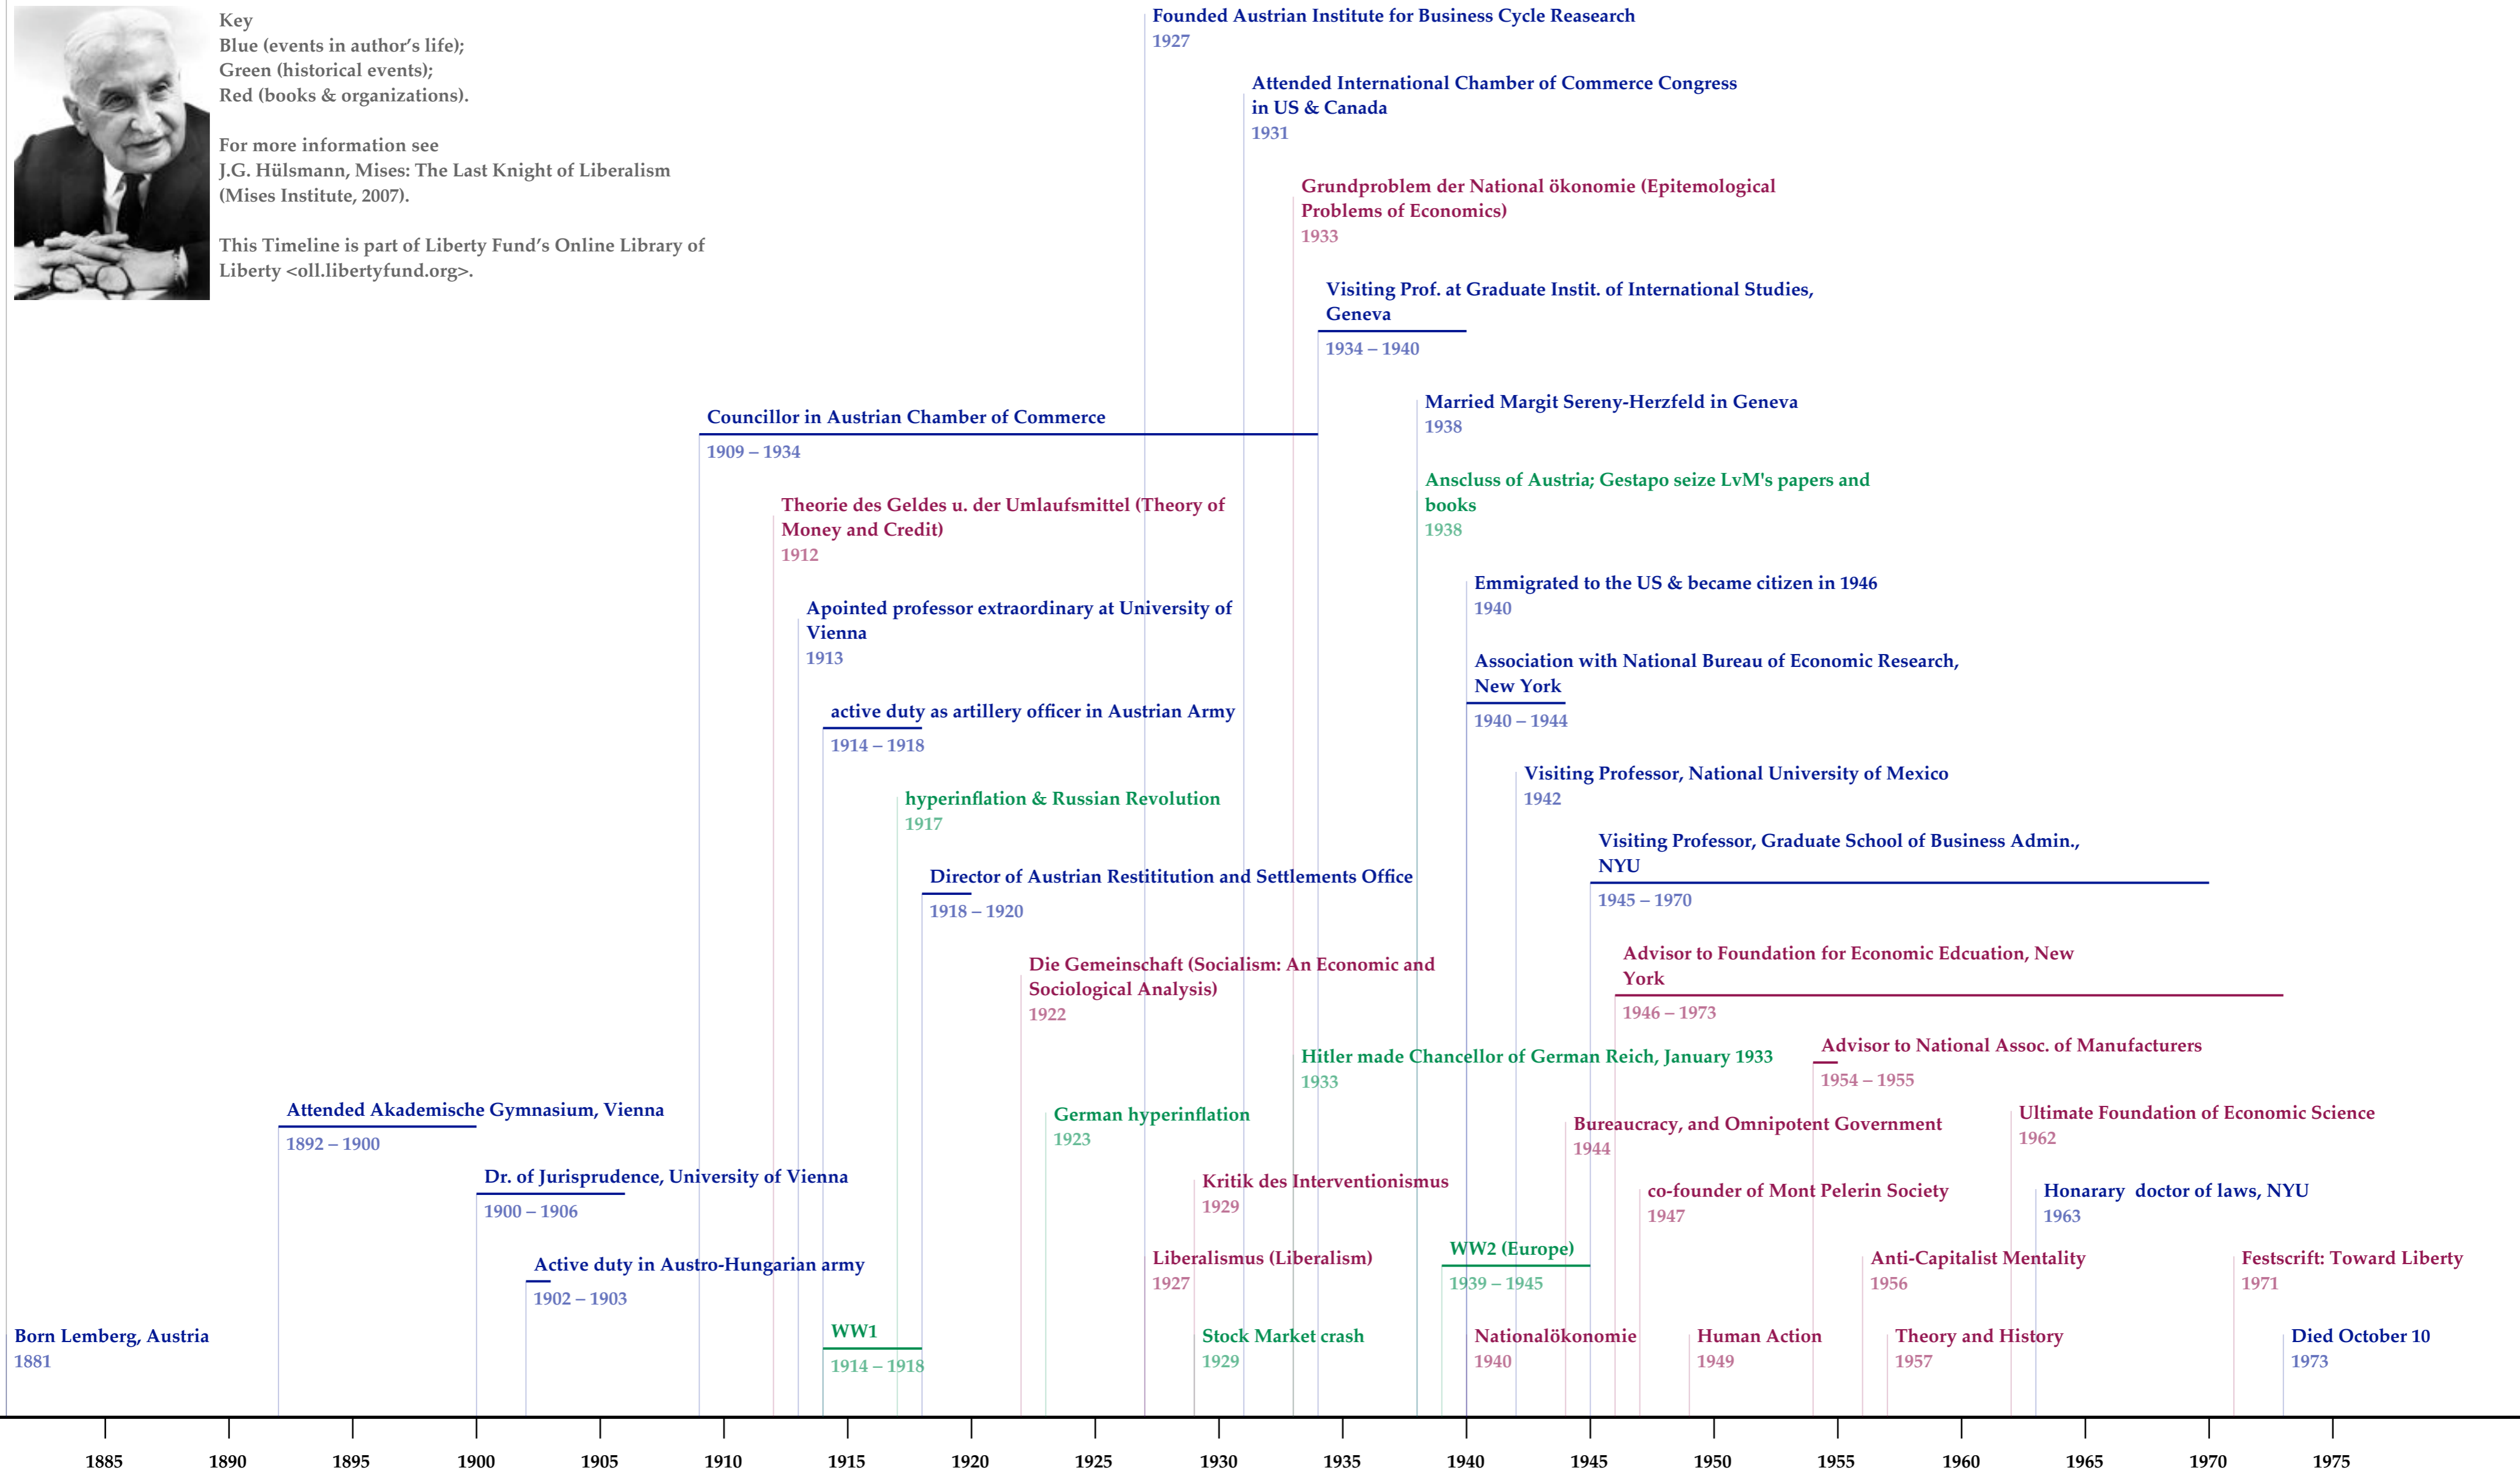 Key
Blue (events in author's life);
Green (historical events);
Red (books & organizations).
For more information see
J.G. Hülsmann, Mises: The Last Knight of Liberalism
(Mises Institute, 2007).
This Timeline is part of Liberty Fund's Online Library of
Liberty <oll.libertyfund.org>.
Founded Austrian Institute for Business Cycle Reasearch
1927
Attended International Chamber of Commerce Congress
in US & Canada
1931
Grundproblem der National ökonomie (Epitemological
Problems of Economics)
1933
Visiting Prof. at Graduate Instit. of International Studies,
Geneva
1934 – 1940
Councillor in Austrian Chamber of Commerce
1909 – 1934
Married Margit Sereny-Herzfeld in Geneva
1938
Theorie des Geldes u. der Umlaufsmittel (Theory of
Money and Credit)
1912
Anscluss of Austria; Gestapo seize LvM's papers and
books
1938
Apointed professor extraordinary at University of
Vienna
1913
Emmigrated to the US & became citizen in 1946
1940
Association with National Bureau of Economic Research,
New York
1940 – 1944
active duty as artillery officer in Austrian Army
1914 – 1918
Visiting Professor, National University of Mexico
1942
hyperinflation & Russian Revolution
1917
Visiting Professor, Graduate School of Business Admin.,
NYU
1945 – 1970
Director of Austrian Restititution and Settlements Office
1918 – 1920
Advisor to Foundation for Economic Edcuation, New
York
1946 – 1973
Die Gemeinschaft (Socialism: An Economic and
Sociological Analysis)
1922
Hitler made Chancellor of German Reich, January 1933
1933
Advisor to National Assoc. of Manufacturers
1954 – 1955
Attended Akademische Gymnasium, Vienna
1892 – 1900
German hyperinflation
1923
Bureaucracy, and Omnipotent Government
1944
Ultimate Foundation of Economic Science
1962
Dr. of Jurisprudence, University of Vienna
1900 – 1906
Kritik des Interventionismus
1929
co-founder of Mont Pelerin Society
1947
Honarary  doctor of laws, NYU
1963
Active duty in Austro-Hungarian army
1902 – 1903
Liberalismus (Liberalism)
1927
WW2 (Europe)
1939 – 1945
Anti-Capitalist Mentality
1956
Festscrift: Toward Liberty
1971
Born Lemberg, Austria
1881
WW1
1914 – 1918
Stock Market crash
1929
Nationalökonomie
1940
Human Action
1949
Theory and History
1957
Died October 10
1973
1885 1890 1895 1900 1905 1910 1915 1920 1925 1930 1935 1940 1945 1950 1955 1960 1965 1970 1975